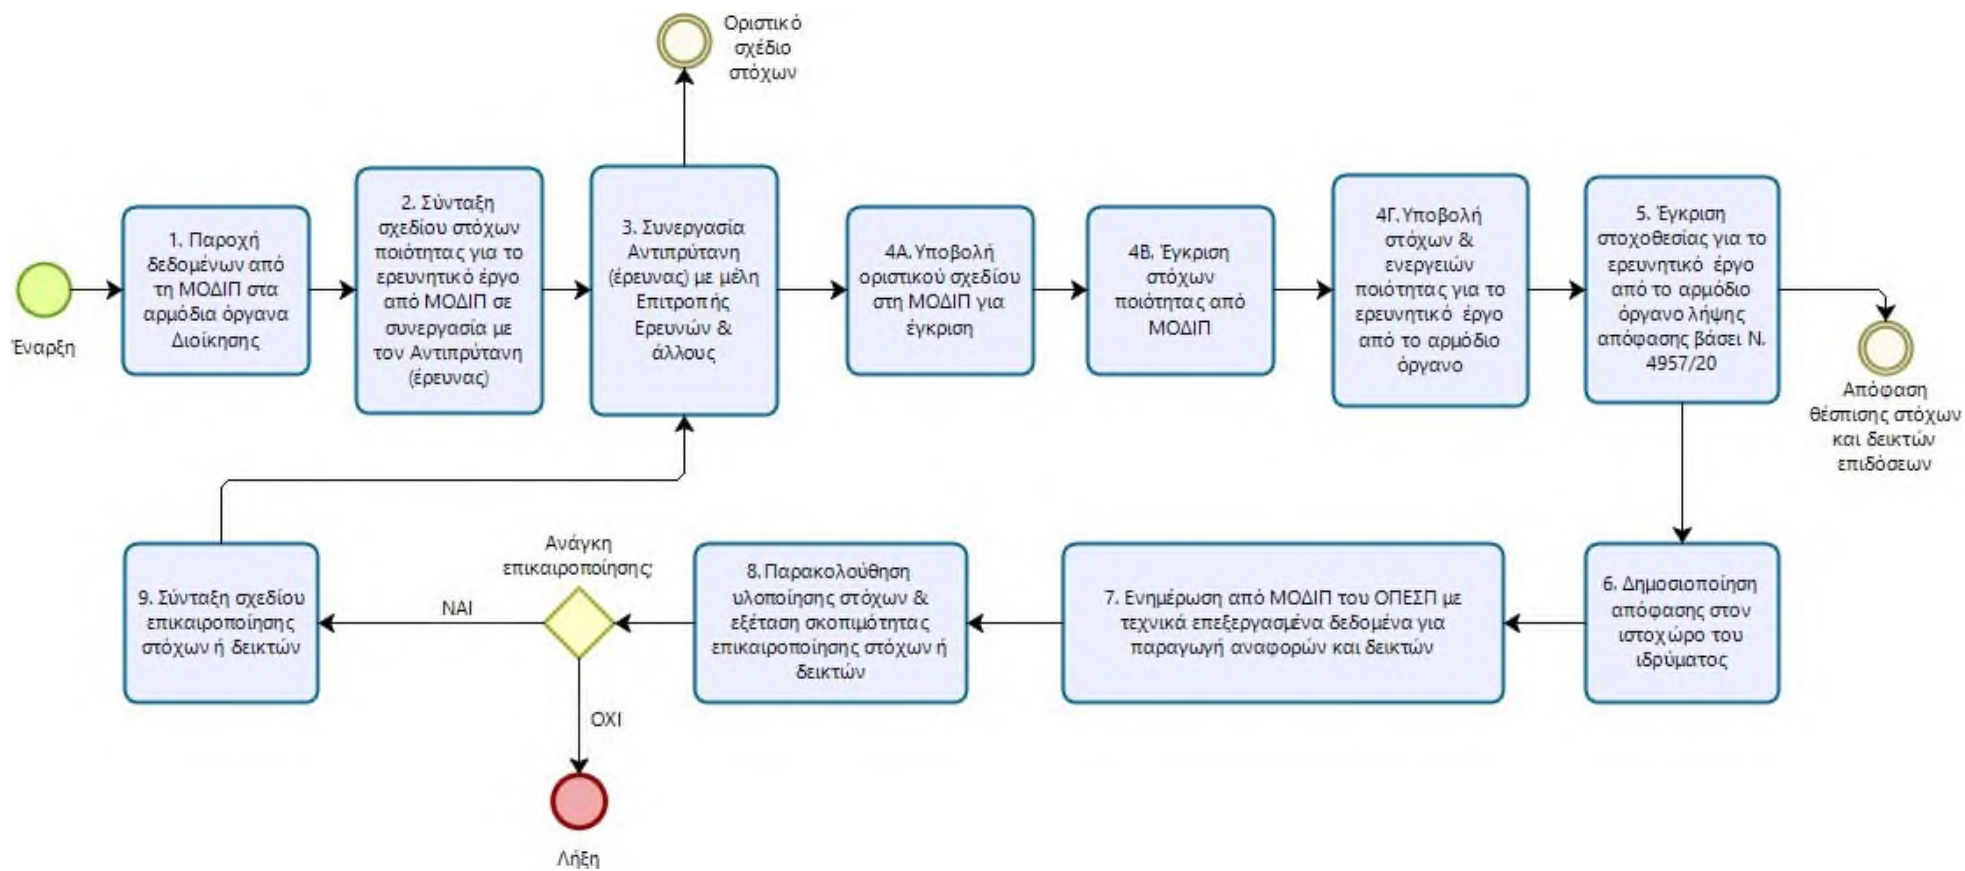 Οριστικό
σχέδιο
στόχων
Έναρξη
1. Παροχή
δεδομένων από
τη ΜΟΔΙΠ στα
αρμόδια όργανα
Διοίκησης
2. Σύνταξη
σχεδίου στόχων
ποιότητας για το
ερευνητικό έργο
από ΜΟΔΙΠ σε
συνεργασία με
τον Αντιπρύτανη
(έρευνας)
3. Συνεργασία
Αντιπρύτανη
(έρευνας) με μέλη
Επιτροπής
Ερευνών &
άλλους
4Α. Υποβολή
οριστικού σχεδίου
στη ΜΟΔΙΠ για
έγκριση
4Β. Έγκριση
στόχων
ποιότητας από
ΜΟΔΙΠ
4Γ. Υποβολή
στόχων &
ενεργειών
ποιότητας για το
ερευνητικό έργο
από το αρμόδιο
όργανο
5. Έγκριση
στοχοθεσίας για το
ερευνητικό έργο
από το αρμόδιο
όργανο λήψης
απόφασης βάσει Ν.
4957/20
Απόφαση
θέσπισης στόχων
και δεικτών
επιδόσεων
6. Δημοσιοποίηση
απόφασης στον
ιστοχώρο του
ιδρύματος
7. Ενημέρωση από ΜΟΔΙΠ του ΟΠΕΣΠ με
τεχνικά επεξεργασμένα δεδομένα για
παραγωγή αναφορών και δεικτών
8. Παρακολούθηση
υλοποίησης στόχων &
εξέταση σκοπιμότητας
επικαιροποίησης στόχων ή
δεικτών
Ανάγκη
επικαιροποίησης;
ΝΑΙ
9. Σύνταξη σχεδίου
επικαιροποίησης
στόχων ή δεικτών
ΟΧΙ
Λήξη